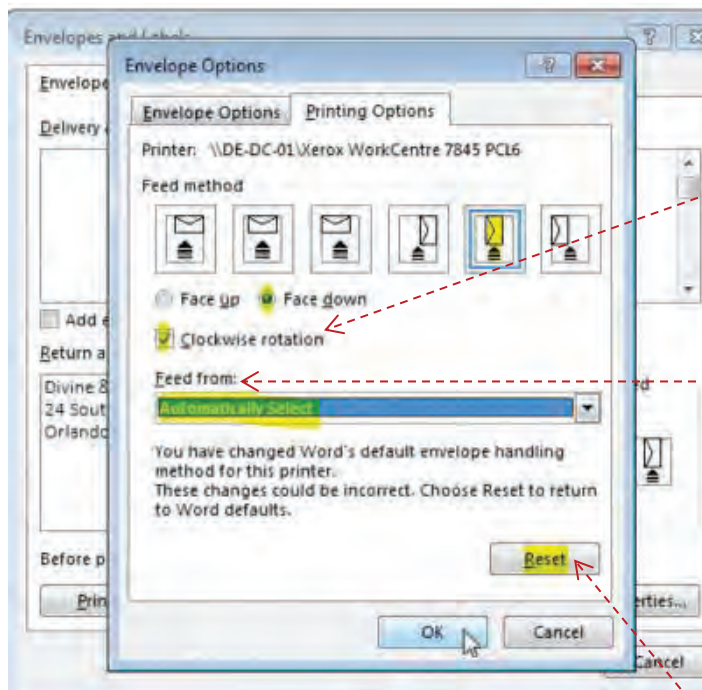 Envelope Options
Envelope Options
Printing Options
Printer: \\DE-DC-01\Xerox WorkCentre 7845 PCL6
Feed method
Face up
Face down
Clockwise rotation
Feed from:
Automatically Select
You have changed Word's default envelope handling
method for this printer.
These changes could be incorrect. Choose Reset to return
to Word defaults.
Reset
OK
Cancel
Envelopes and Labels
Envelope
Delivery
Add
Return a
Divine &
24 Sout
Orlando
ed
Before p
Prin
erties...
Cancel